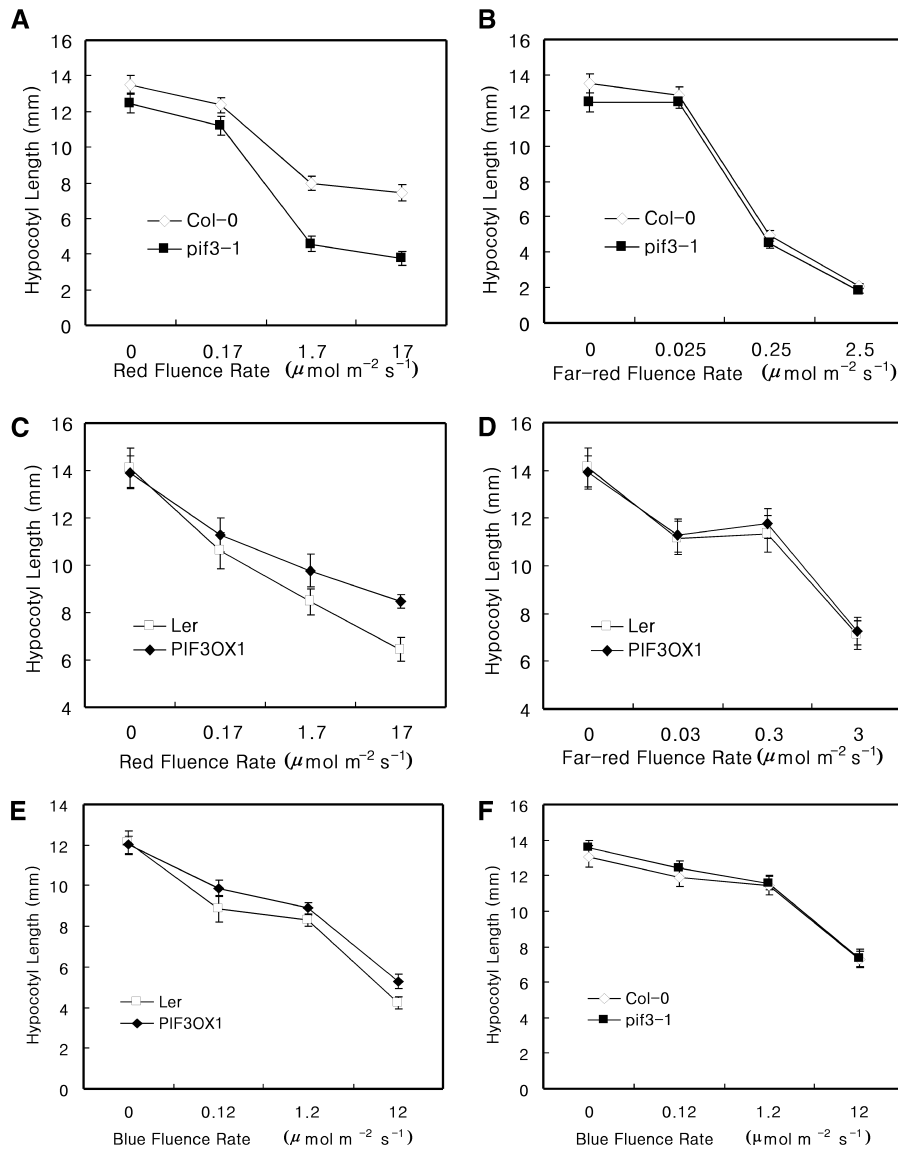 A
16
14
12
10
8
6
4
2
0
Hypocotyl Length (mm)
Col-0
pif3-1
0 0.17 1.7 17
Red Fluence Rate (μmol m⁻² s⁻¹)
B
16
14
12
10
8
6
4
2
0
Hypocotyl Length (mm)
Col-0
pif3-1
0 0.025 0.25 2.5
Far-red Fluence Rate (μmol m⁻² s⁻¹)
C
16
14
12
10
8
6
4
Hypocotyl Length (mm)
Ler
PIF3OX1
0 0.17 1.7 17
Red Fluence Rate (μmol m⁻² s⁻¹)
D
16
14
12
10
8
6
4
Hypocotyl Length (mm)
Ler
PIF3OX1
0 0.03 0.3 3
Far-red Fluence Rate (μmol m⁻² s⁻¹)
E
14
12
10
8
6
4
2
0
Hypocotyl Length (mm)
Ler
PIF3OX1
0 0.12 1.2 12
Blue Fluence Rate (μmol m⁻² s⁻¹)
F
16
14
12
10
8
6
4
2
0
Hypocotyl Length (mm)
Col-0
pif3-1
0 0.12 1.2 12
Blue Fluence Rate (μmol m⁻² s⁻¹)